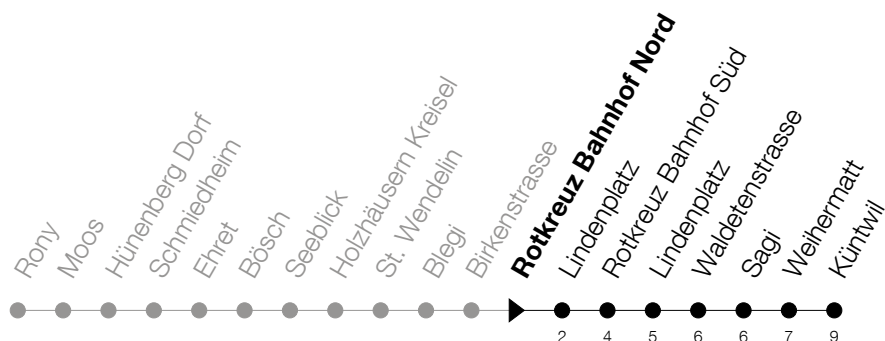 Rony
Moos
Hünenberg Dorf
Schmiedheim
Ehret
Bösch
Seeblick
Holzhäusern Kreisel
St. Wendelin
Blegi
Birkenstrasse
Rotkreuz Bahnhof Nord
Lindenplatz
Rotkreuz Bahnhof Süd
Lindenplatz
Waldetenstrasse
Sagi
Weihermatt
Küntwil
2 4 5 6 6 7 9